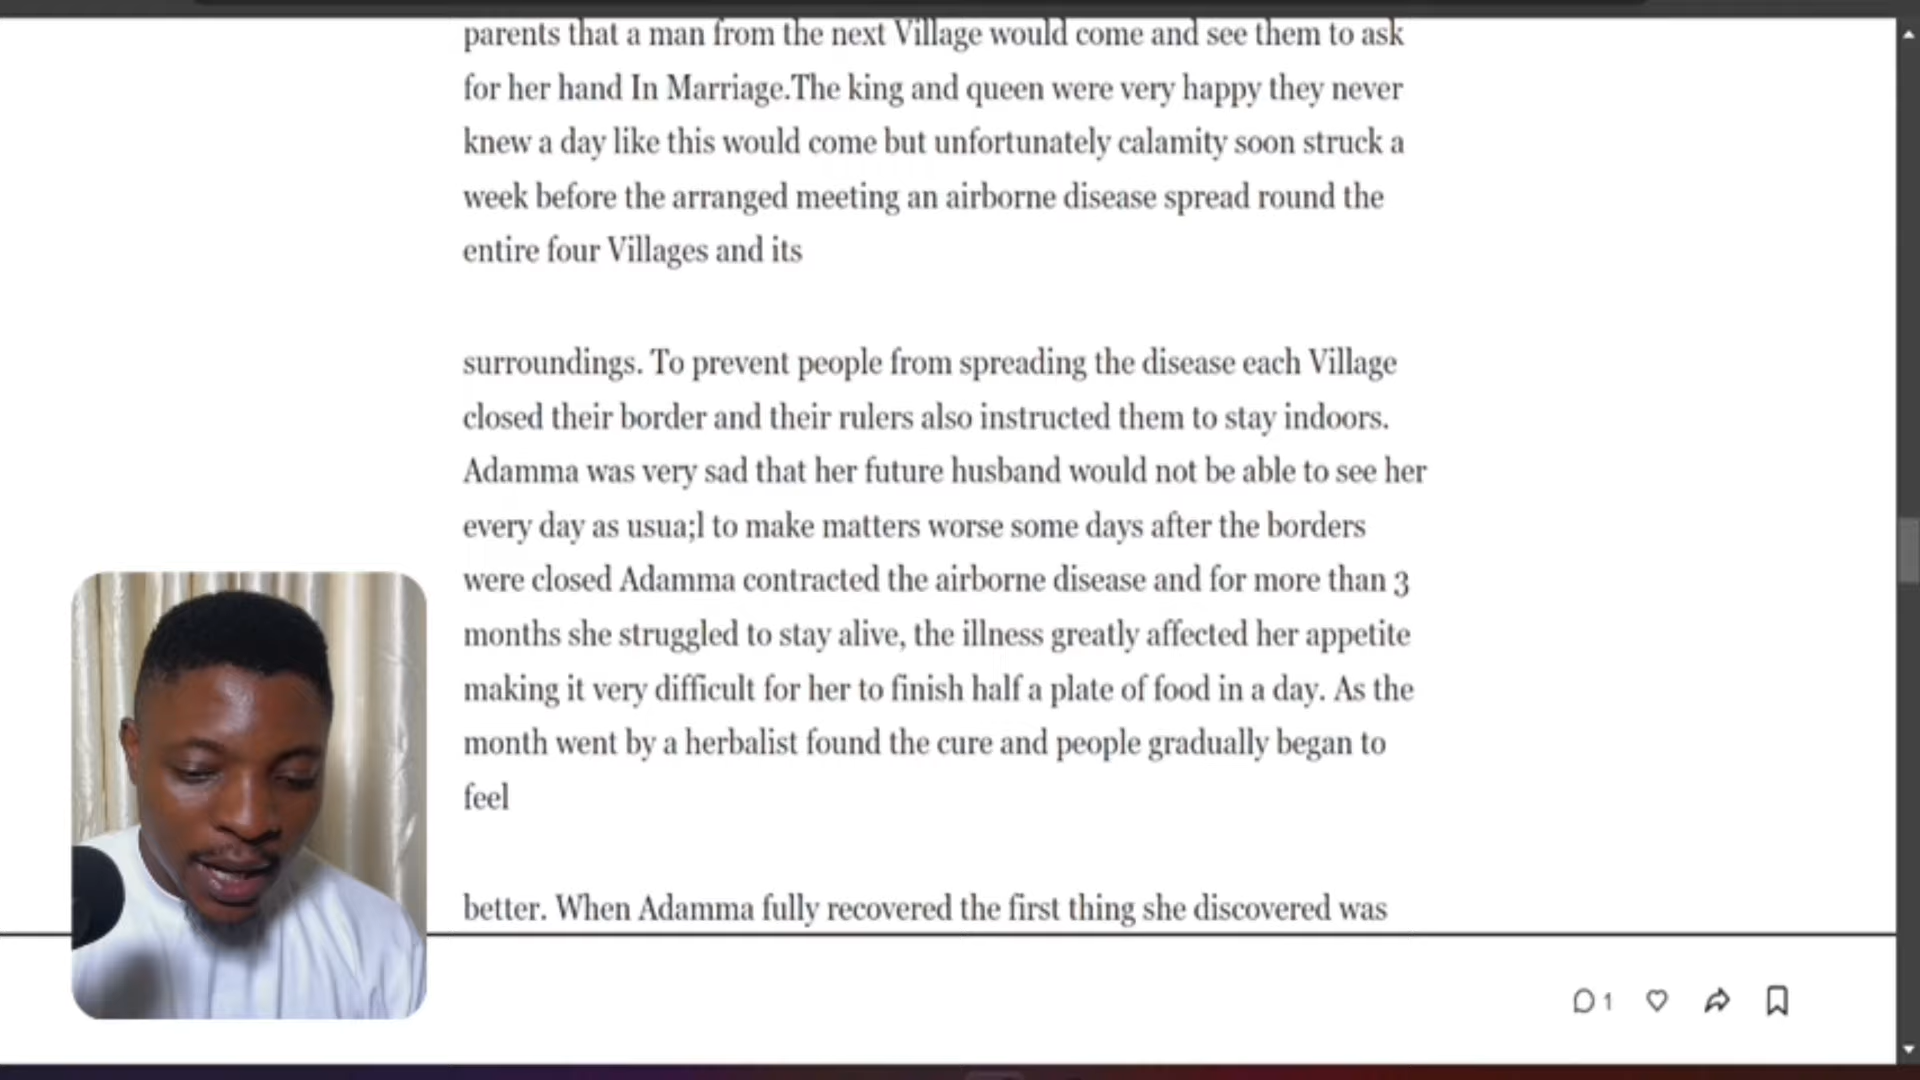 parents that a man from the next Village would come and see them to ask
for her hand In Marriage.The king and queen were very happy they never
knew a day like this would come but unfortunately calamity soon struck a
week before the arranged meeting an airborne disease spread round the
entire four Villages and its
surroundings. To prevent people from spreading the disease each Village
closed their border and their rulers also instructed them to stay indoors.
Adamma was very sad that her future husband would not be able to see her
every day as usua;l to make matters worse some days after the borders
were closed Adamma contracted the airborne disease and for more than 3
months she struggled to stay alive, the illness greatly affected her appetite
making it very difficult for her to finish half a plate of food in a day. As the
month went by a herbalist found the cure and people gradually began to
feel
better. When Adamma fully recovered the first thing she discovered was
1